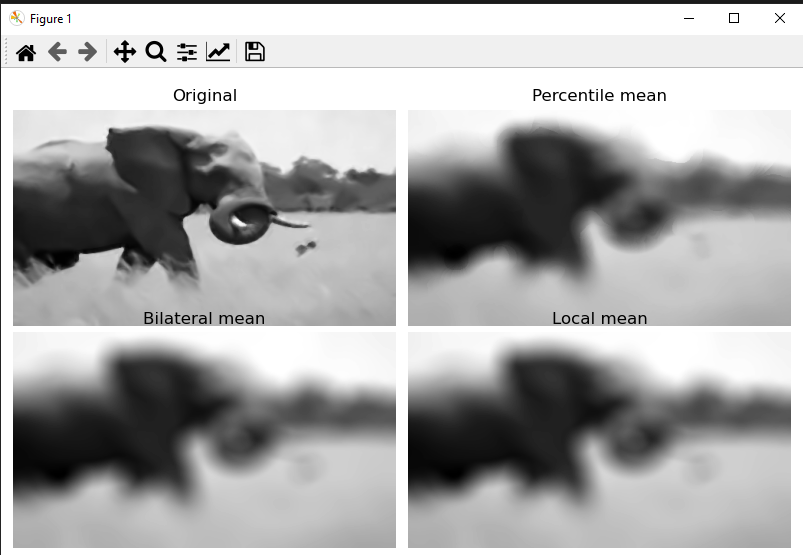 Figure 1
Original
Percentile mean
Bilateral mean
Local mean